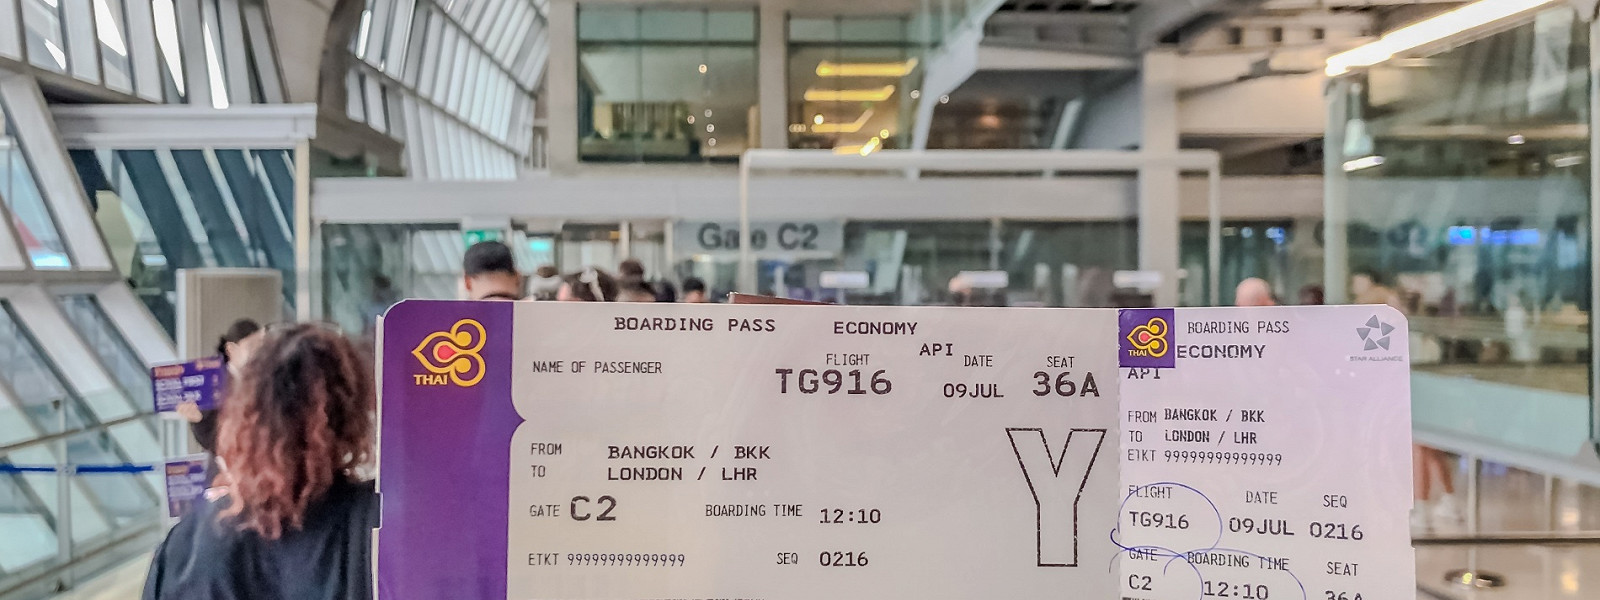 Gate C2
THAI
BOARDING PASS ECONOMY
API
NAME OF PASSENGER
FLIGHT DATE SEAT
TG916 09JUL 36A
FROM BANGKOK / BKK
TO LONDON / LHR
GATE C2 BOARDING TIME 12:10
ETKT 99999999999999 SEQ 0216
Y
THAI
BOARDING PASS
STAR ALLIANCE
ECONOMY
API
FROM BANGKOK / BKK
TO LONDON / LHR
ETKT 99999999999999
FLIGHT DATE SEQ
TG916 09JUL 0216
GATE BOARDING TIME SEAT
C2 12:10 36A